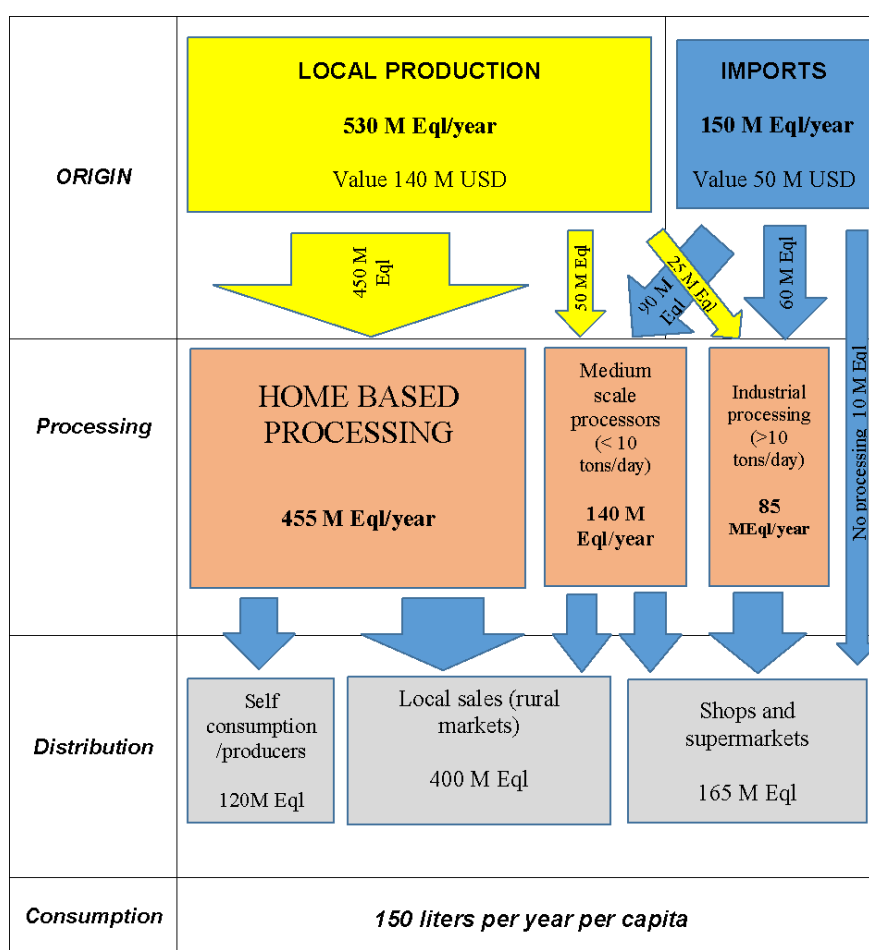 LOCAL PRODUCTION
530 M Eql/year
Value 140 M USD
IMPORTS
150 M Eql/year
Value 50 M USD
ORIGIN
450 M
Eql
50 M Eql
25 M Eql
90 M
Eql
60 M Eql
No processing 10 M Eql
Processing
HOME BASED
PROCESSING
455 M Eql/year
Medium
scale
processors
(< 10
tons/day)
140 M
Eql/year
Industrial
processing
(>10
tons/day)
85
MEql/year
Distribution
Self
consumption
/producers
120M Eql
Local sales (rural
markets)
400 M Eql
Shops and
supermarkets
165 M Eql
Consumption
150 liters per year per capita